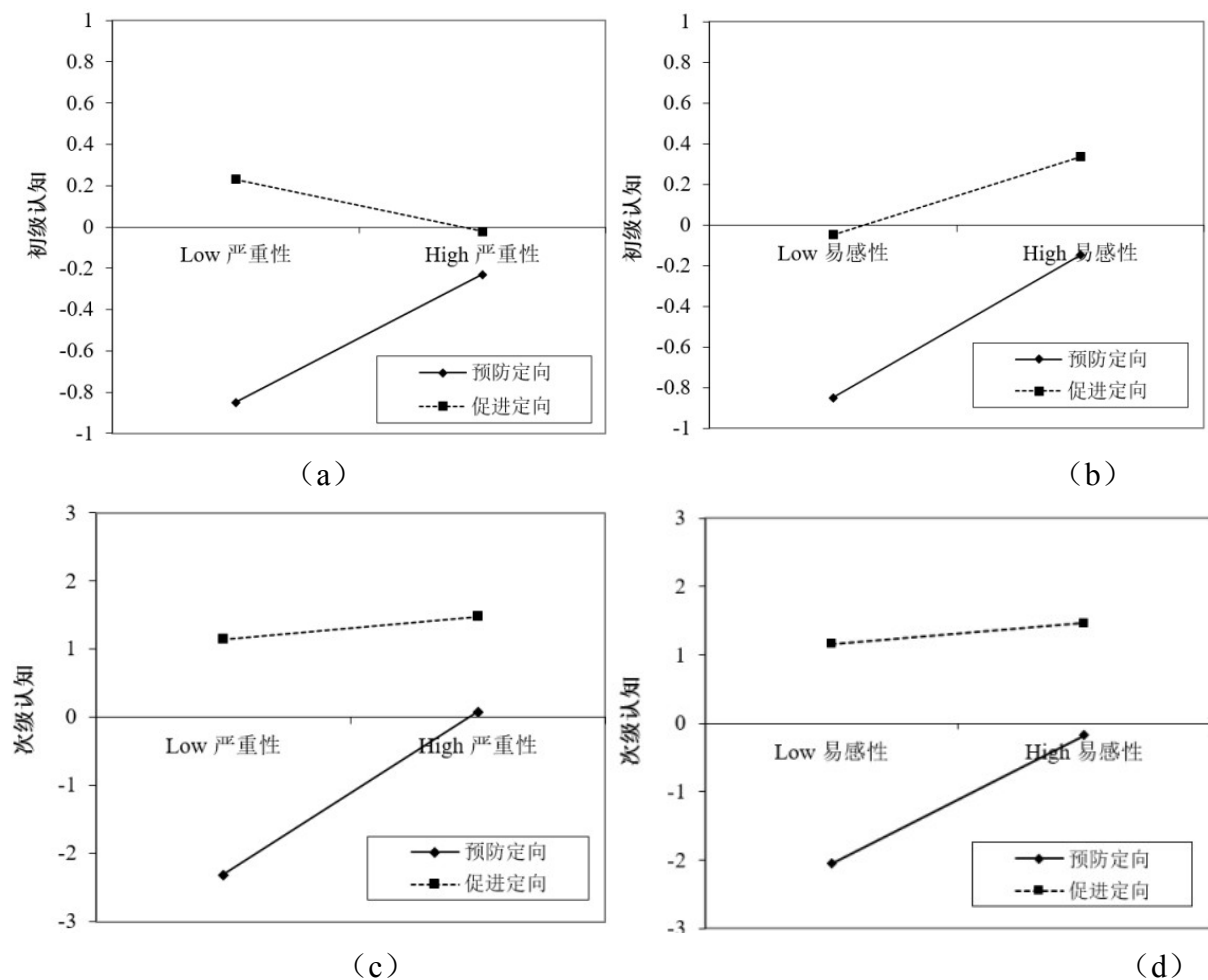 1
0.8
0.6
0.4
0.2
0
-0.2
-0.4
-0.6
-0.8
-1
初级认知
Low 严重性 High 严重性
预防定向
促进定向
(a)
1
0.8
0.6
0.4
0.2
0
-0.2
-0.4
-0.6
-0.8
-1
初级认知
Low 易感性 High 易感性
预防定向
促进定向
(b)
3
2
1
0
-1
-2
-3
次级认知
Low 严重性 High 严重性
预防定向
促进定向
(c)
3
2
1
0
-1
-2
-3
次级认知
Low 易感性 High 易感性
预防定向
促进定向
(d)